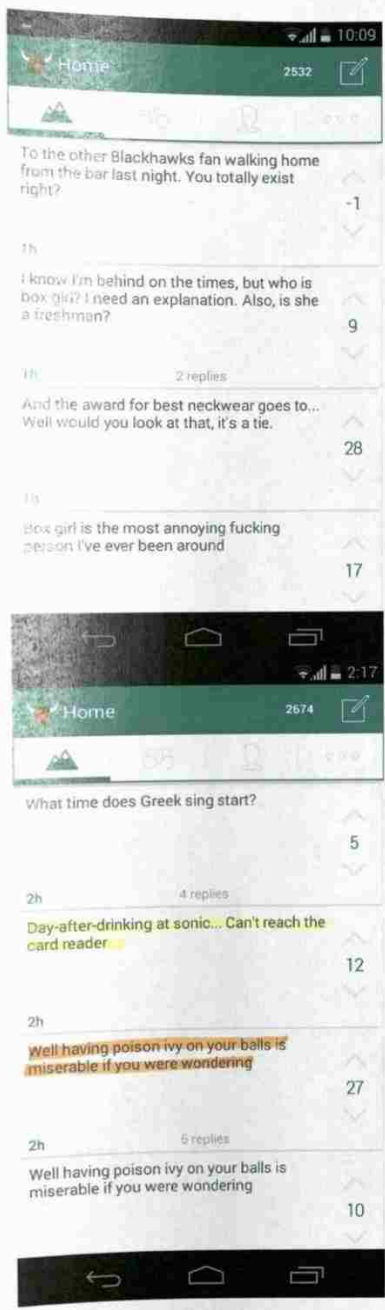 10:09
Home
2532
To the other Blackhawks fan walking home
from the bar last night. You totally exist
right?
-1
1h
I know I'm behind on the times, but who is
box girl? I need an explanation. Also, is she
a freshman?
9
1h
2 replies
And the award for best neckwear goes to...
Well would you look at that, it's a tie.
28
1h
Box girl is the most annoying fucking
person I've ever been around
17
2:17
Home
2674
What time does Greek sing start?
5
2h
4 replies
Day-after-drinking at sonic... Can't reach the
card reader
12
2h
Well having poison ivy on your balls is
miserable if you were wondering
27
2h
6 replies
Well having poison ivy on your balls is
miserable if you were wondering
10